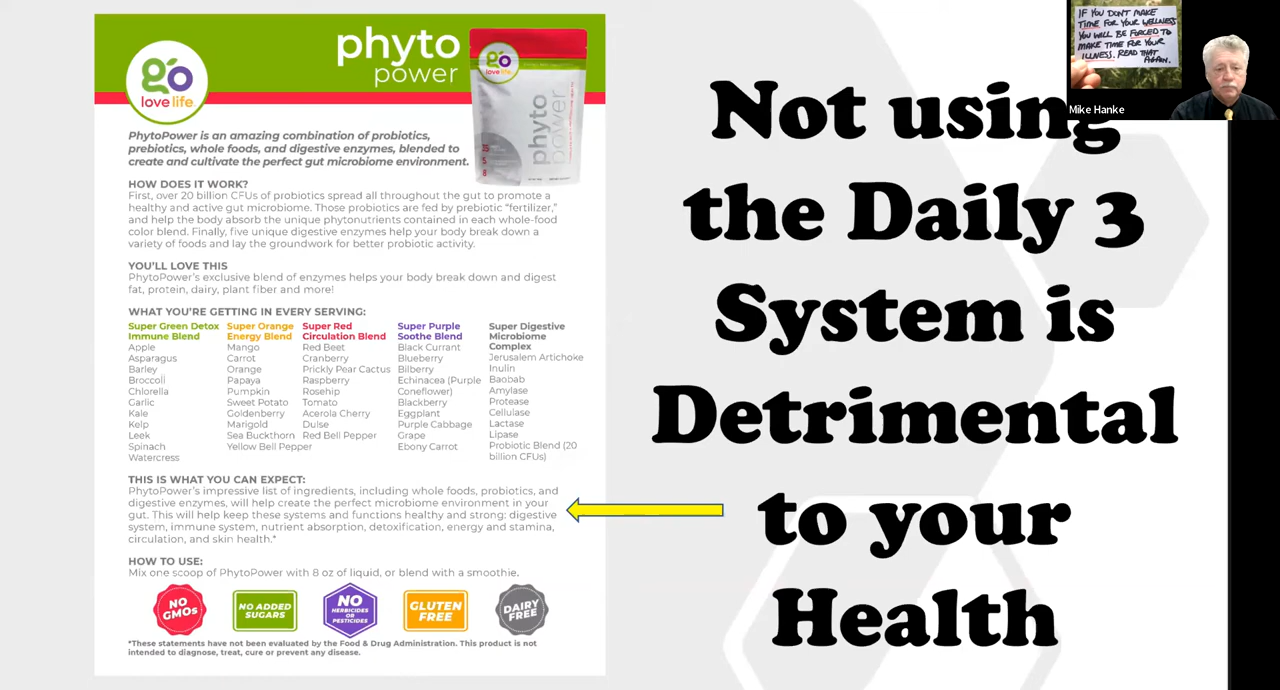 phyto
power
go
love life
phyto
power
go
love life
PhytoPower is an amazing combination of probiotics,
prebiotics, whole foods, and digestive enzymes, blended to
create and cultivate the perfect gut microbiome environment.
HOW DOES IT WORK?
First, over 20 billion CFUs of probiotics spread all throughout the gut to promote a
healthy and active gut microbiome. Those probiotics are fed by prebiotic “fertilizer,”
and help the body absorb the unique phytonutrients contained in each whole-food
color blend. Finally, five unique digestive enzymes help your body break down a
variety of foods and lay the groundwork for better probiotic activity.
YOU'LL LOVE THIS
PhytoPower's exclusive blend of enzymes helps your body break down and digest
fat, protein, dairy, plant fiber and more!
WHAT YOU'RE GETTING IN EVERY SERVING:
Super Green Detox
Immune Blend
Apple
Asparagus
Barley
Broccoli
Chlorella
Garlic
Kale
Kelp
Leek
Spinach
Watercress
Super Orange
Energy Blend
Mango
Carrot
Orange
Papaya
Pumpkin
Sweet Potato
Goldenberry
Marigold
Sea Buckthorn
Yellow Bell Pepper
Super Red
Circulation Blend
Red Beet
Cranberry
Prickly Pear Cactus
Raspberry
Rosehip
Tomato
Acerola Cherry
Dulse
Red Bell Pepper
Super Purple
Soothe Blend
Black Currant
Blueberry
Bilberry
Echinacea (Purple
Coneflower)
Blackberry
Eggplant
Purple Cabbage
Grape
Ebony Carrot
Super Digestive
Microbiome
Complex
Jerusalem Artichoke
Inulin
Baobab
Amylase
Protease
Cellulase
Lactase
Lipase
Probiotic Blend (20
billion CFUs)
THIS IS WHAT YOU CAN EXPECT:
PhytoPower's impressive list of ingredients, including whole foods, probiotics, and
digestive enzymes, will help create the perfect microbiome environment in your
gut. This will help keep these systems and functions healthy and strong: digestive
system, immune system, nutrient absorption, detoxification, energy and stamina,
circulation, and skin health.*
HOW TO USE:
Mix one scoop of PhytoPower with 8 oz of liquid, or blend with a smoothie.
NO
GMOs
NO ADDED
SUGARS
NO
HERBICIDES
OR
PESTICIDES
GLUTEN
FREE
DAIRY
FREE
*These statements have not been evaluated by the Food & Drug Administration. This product is not
intended to diagnose, treat, cure or prevent any disease.
Not using
the Daily 3
System is
Detrimental
to your
Health
IF YOU DON'T MAKE
TIME FOR YOUR WELLNESS
YOU WILL BE FORCED TO
MAKE TIME FOR YOUR
ILLNESS. READ THAT
AGAIN.
Mike Hanke